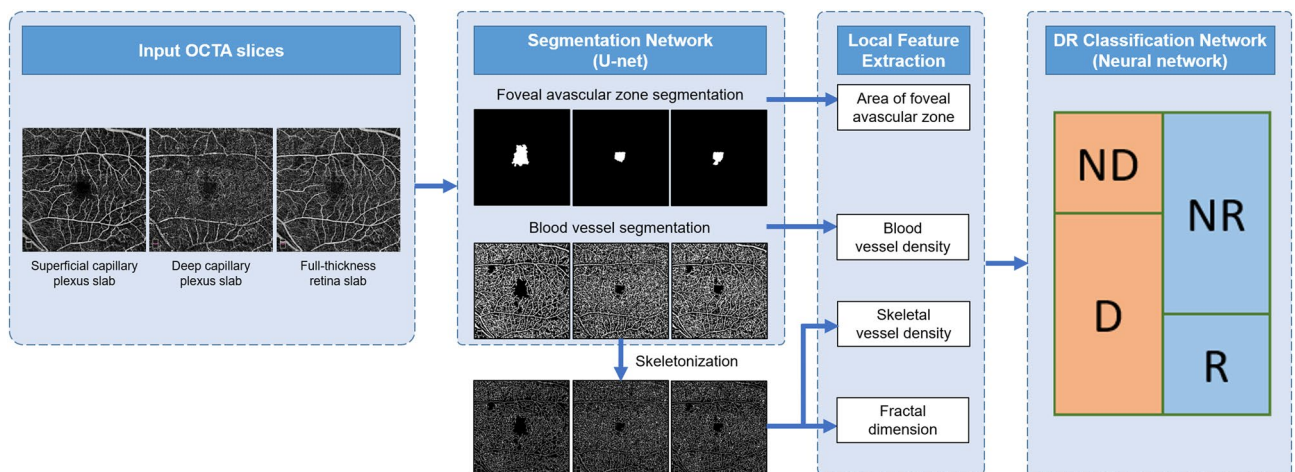 Input OCTA slices
Superficial capillary
plexus slab
Deep capillary
plexus slab
Full-thickness
retina slab
Segmentation Network
(U-net)
Foveal avascular zone segmentation
Blood vessel segmentation
Skeletonization
Local Feature
Extraction
Area of foveal
avascular zone
Blood
vessel density
Skeletal
vessel density
Fractal
dimension
DR Classification Network
(Neural network)
ND
NR
D
R